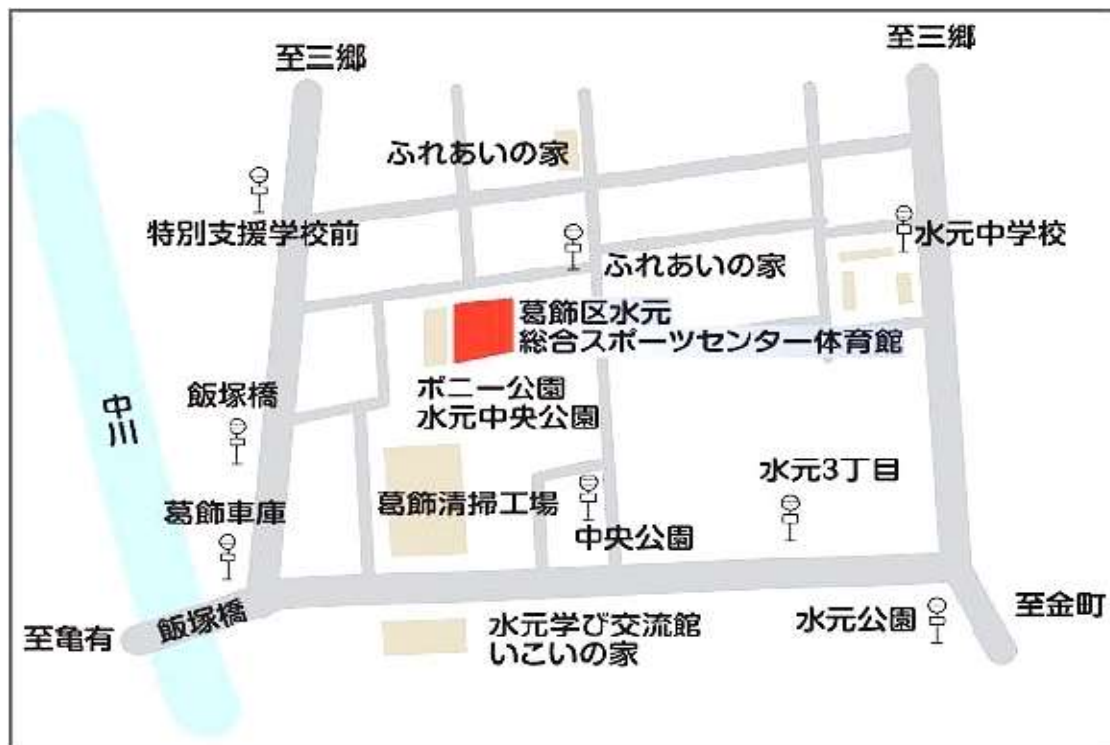 至三郷
至三郷
ふれあいの家
特別支援学校前
水元中学校
ふれあいの家
葛飾区水元
総合スポーツセンター体育館
ポニー公園
水元中央公園
飯塚橋
中川
水元3丁目
葛飾清掃工場
葛飾車庫
中央公園
至亀有
飯塚橋
水元学び交流館
いこいの家
水元公園
至金町